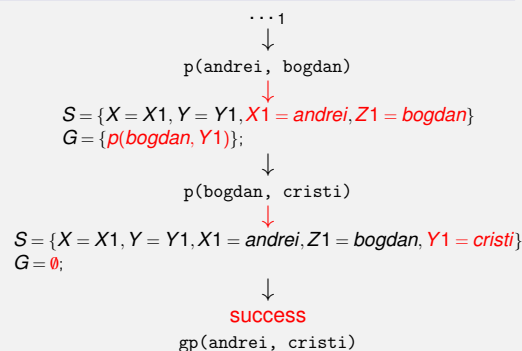 ···1
↓
p(andrei, bogdan)
↓
S = {X = X1, Y = Y1, X1 = andrei, Z1 = bogdan}
G = {p(bogdan, Y1)};
↓
p(bogdan, cristi)
↓
S = {X = X1, Y = Y1, X1 = andrei, Z1 = bogdan, Y1 = cristi}
G = ∅;
↓
success
gp(andrei, cristi)